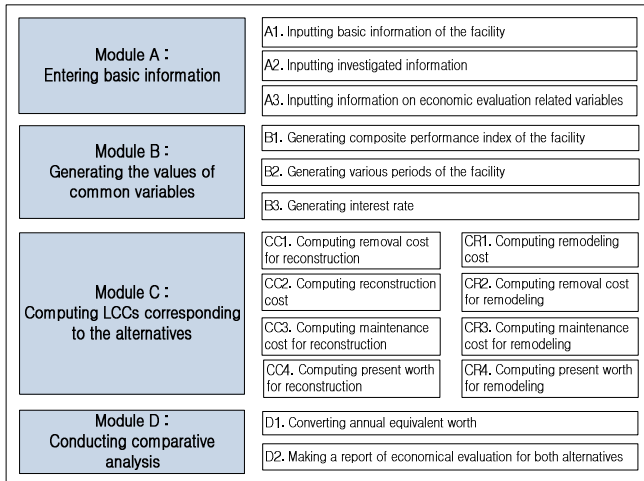 Module A :
Entering basic information
A1. Inputting basic information of the facility
A2. Inputting investigated information
A3. Inputting information on economic evaluation related variables
Module B :
Generating the values of
common variables
B1. Generating composite performance index of the facility
B2. Generating various periods of the facility
B3. Generating interest rate
Module C :
Computing LCCs corresponding
to the alternatives
CC1. Computing removal cost
for reconstruction
CC2. Computing reconstruction
cost
CC3. Computing maintenance
cost for reconstruction
CC4. Computing present worth
for reconstruction
CR1. Computing remodeling
cost
CR2. Computing removal cost
for remodeling
CR3. Computing maintenance
cost for remodeling
CR4. Computing present worth
for remodeling
Module D :
Conducting comparative
analysis
D1. Converting annual equivalent worth
D2. Making a report of economical evaluation for both alternatives